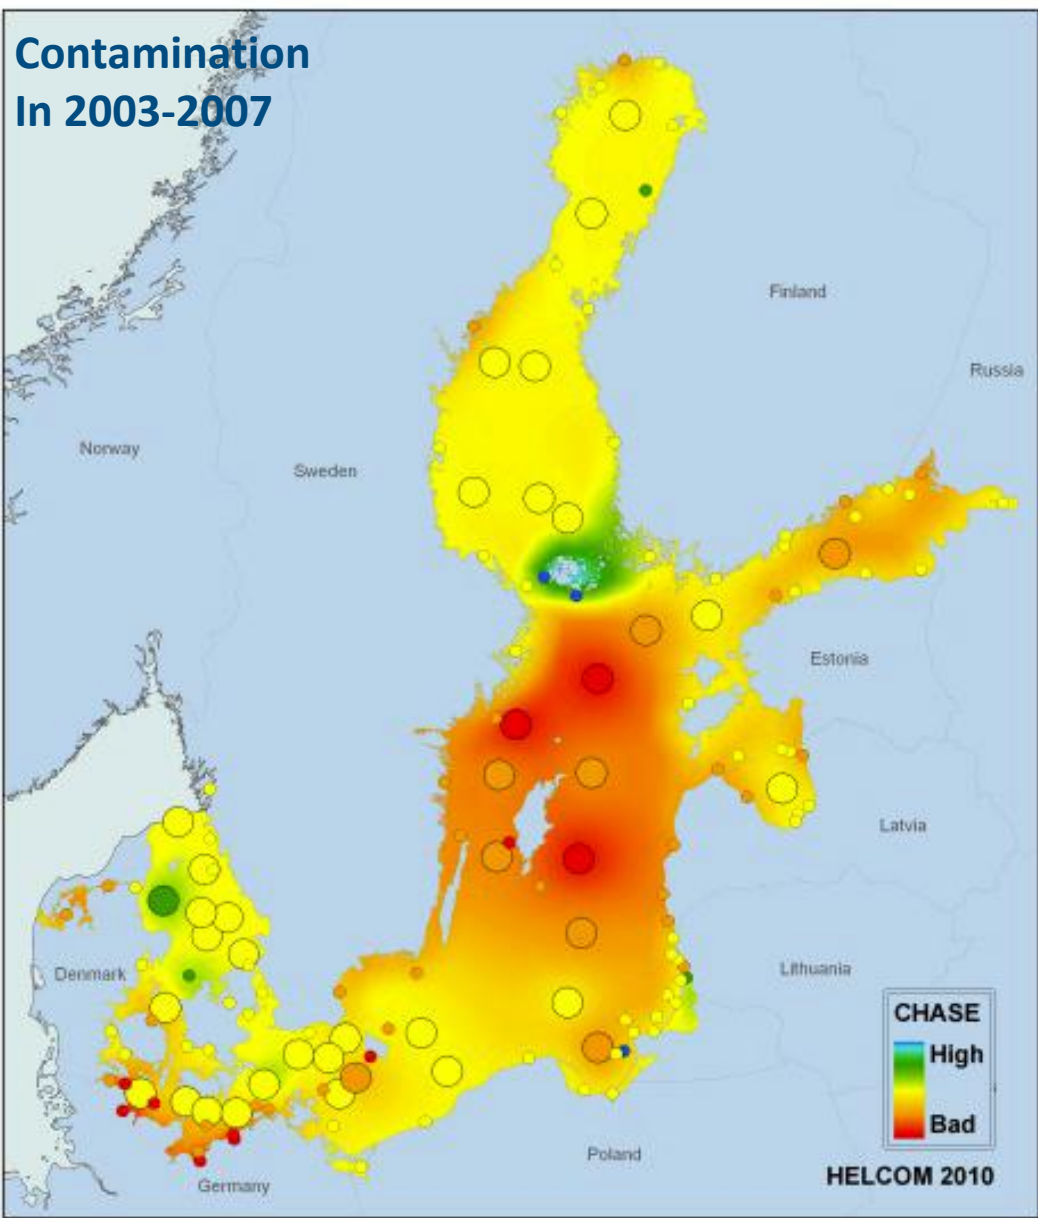 Contamination
In 2003-2007
Finland
Russia
Norway
Sweden
Estonia
Latvia
Denmark
Lithuania
CHASE
High
Bad
Poland
HELCOM 2010
Germany